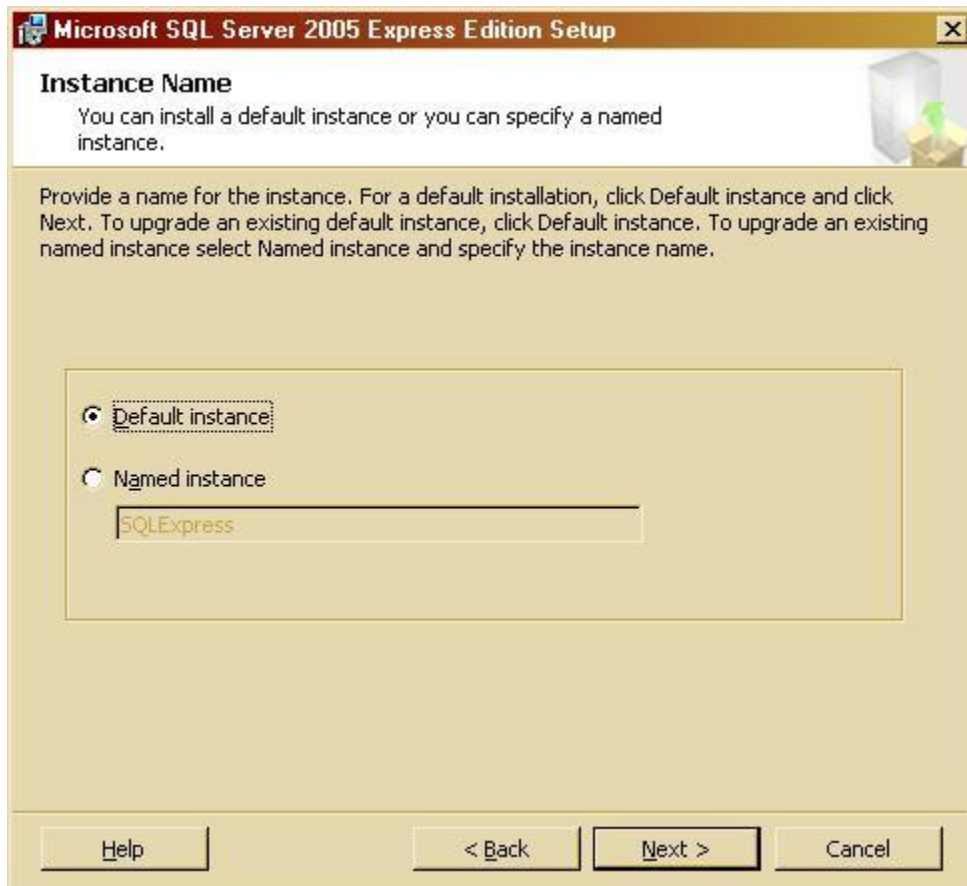 Microsoft SQL Server 2005 Express Edition Setup
Instance Name
You can install a default instance or you can specify a named
instance.
Provide a name for the instance. For a default installation, click Default instance and click
Next. To upgrade an existing default instance, click Default instance. To upgrade an existing
named instance select Named instance and specify the instance name.
Default instance
Named instance
SQLExpress
Help
< Back
Next >
Cancel